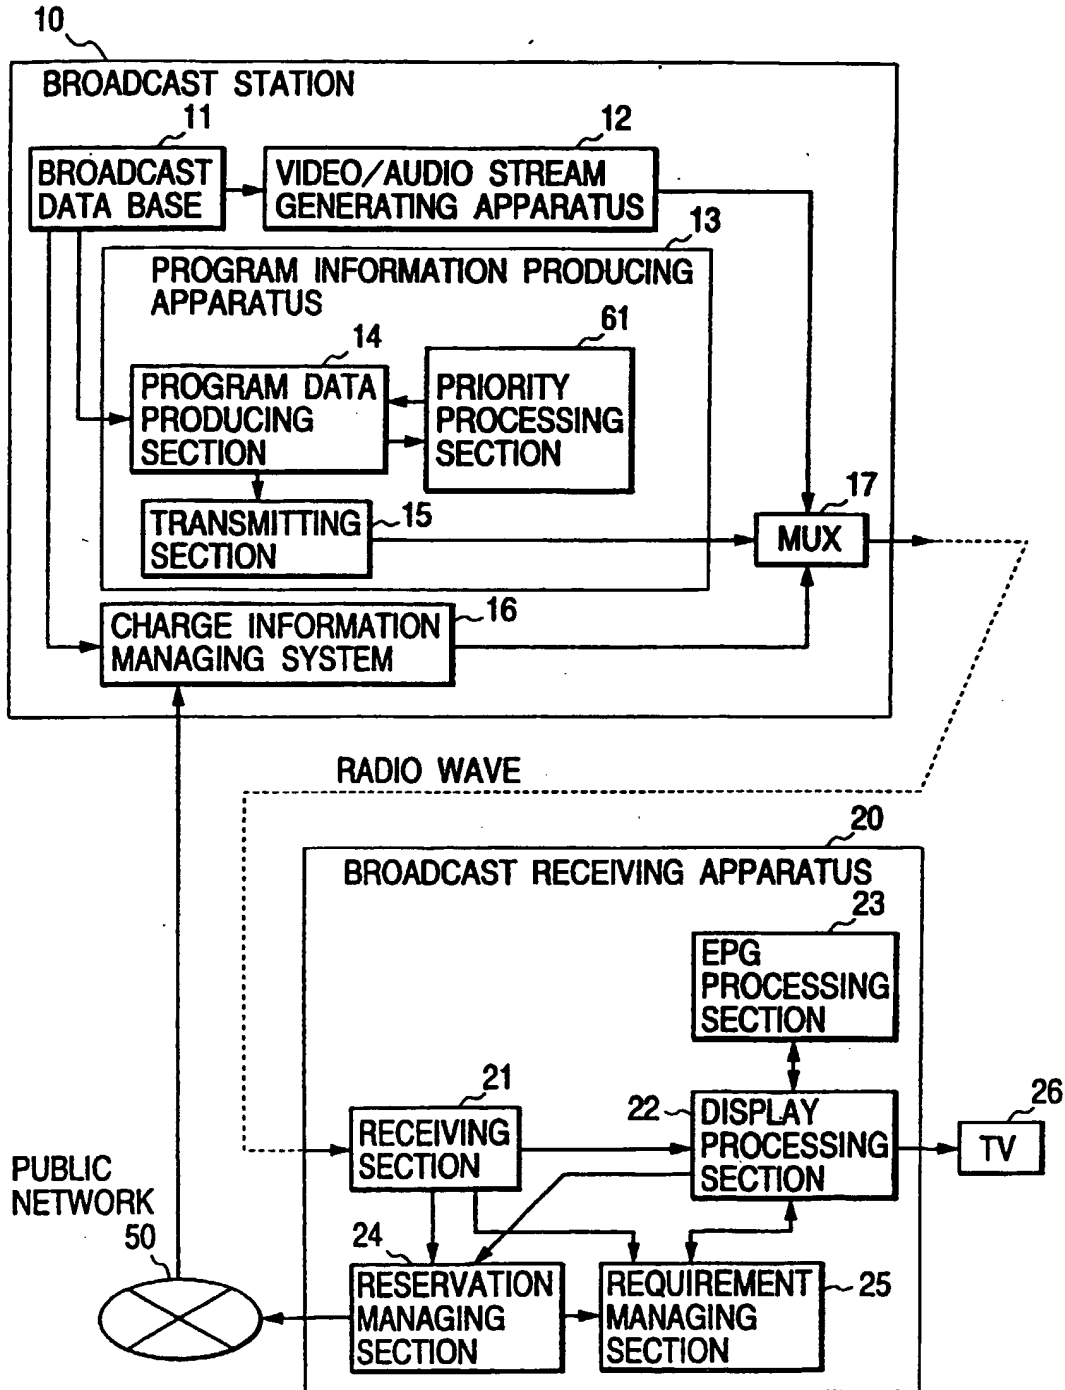 10
BROADCAST STATION
11
BROADCAST
DATA BASE
12
VIDEO/AUDIO STREAM
GENERATING APPARATUS
13
PROGRAM INFORMATION PRODUCING
APPARATUS
14
PROGRAM DATA
PRODUCING
SECTION
61
PRIORITY
PROCESSING
SECTION
TRANSMITTING
SECTION
15
17
MUX
16
CHARGE INFORMATION
MANAGING SYSTEM
RADIO WAVE
20
BROADCAST RECEIVING APPARATUS
23
EPG
PROCESSING
SECTION
21
RECEIVING
SECTION
22
DISPLAY
PROCESSING
SECTION
26
TV
PUBLIC
NETWORK
50
24
RESERVATION
MANAGING
SECTION
REQUIREMENT
MANAGING
SECTION
25